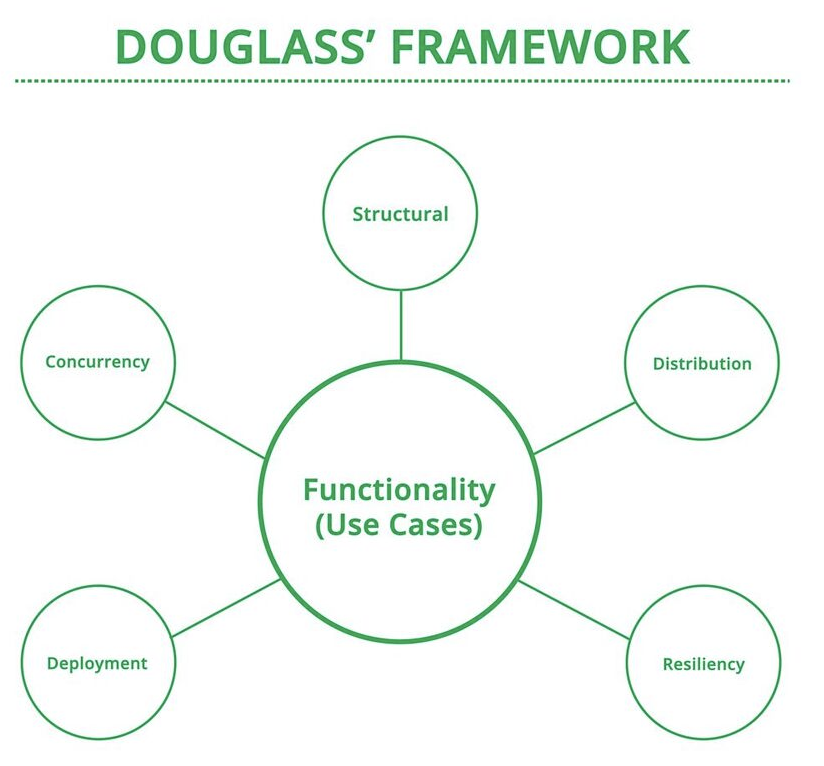 DOUGLASS’ FRAMEWORK
Structural
Concurrency
Distribution
Functionality
(Use Cases)
Deployment
Resiliency